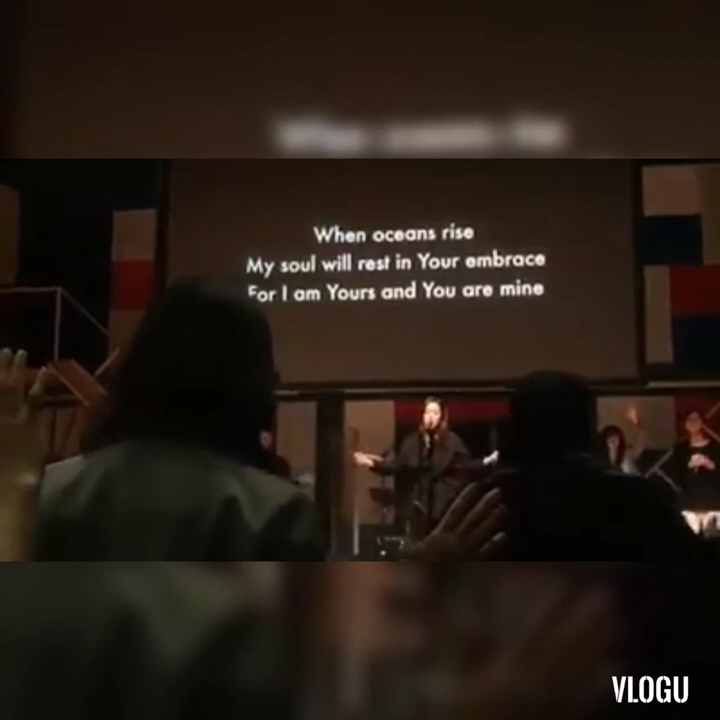 When oceans rise
My soul will rest in Your embrace
For I am Yours and You are mine
VLOGU